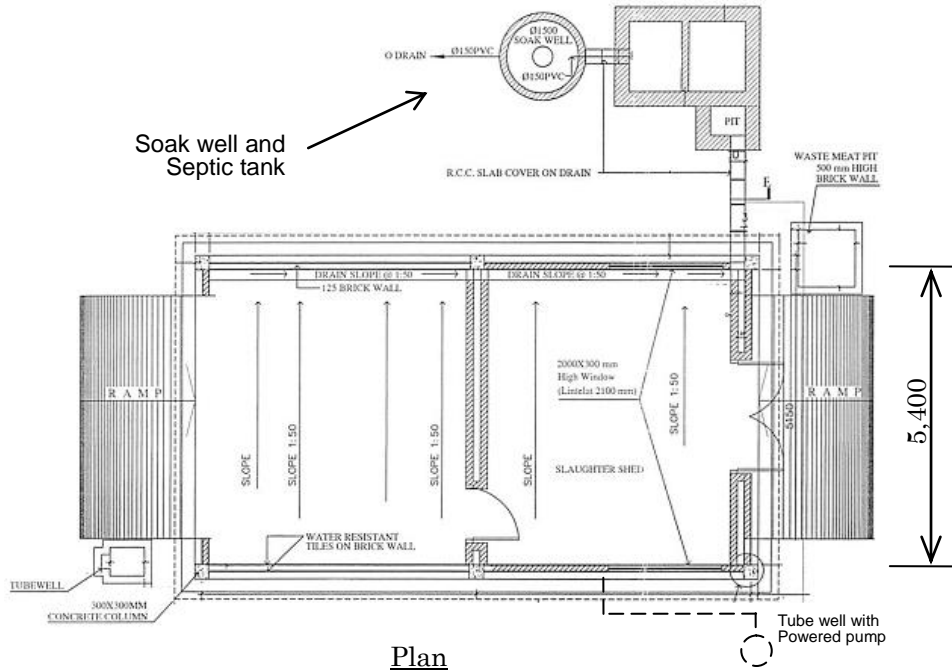 Ø1500
SOAK WELL
O DRAIN
Ø150PVC
Ø150PVC
Soak well and
Septic tank
PIT
R.C.C. SLAB COVER ON DRAIN
WASTE MEAT PIT
500 mm HIGH
BRICK WALL
E
DRAIN SLOPE @ 1:50
DRAIN SLOPE @ 1:50
125 BRICK WALL
RAMP
2000X300 mm
High Window
(Lintelat 2100 mm)
SLOPE
SLOPE 1:50
SLOPE 1:50
SLOPE
SLOPE 1:50
SLAUGHTER SHED
5150
RAMP
5,400
WATER RESISTANT
TILES ON BRICK WALL
TUBEWELL
300X300MM
CONCRETE COLUMN
Tube well with
Powered pump
Plan